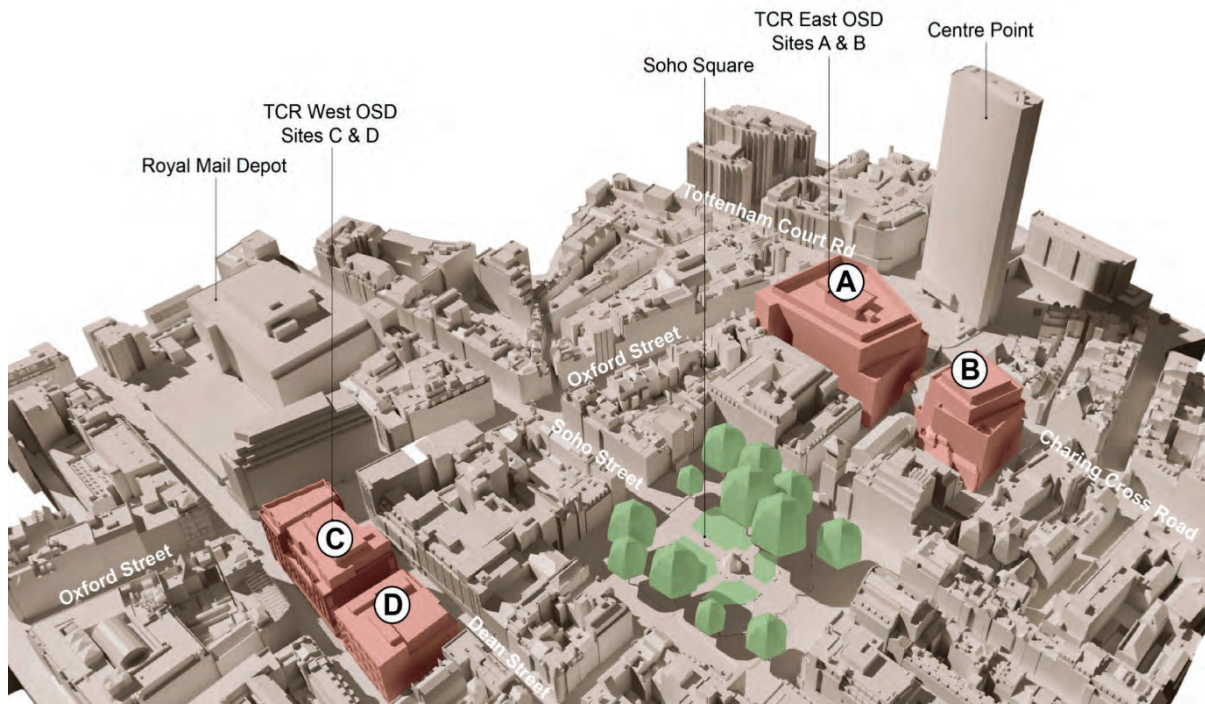 TCR East OSD
Sites A & B
Centre Point
Soho Square
TCR West OSD
Sites C & D
Royal Mail Depot
Tottenham Court Rd
A
Oxford Street
B
Soho Street
Charing Cross Road
C
Oxford Street
D
Dean Street